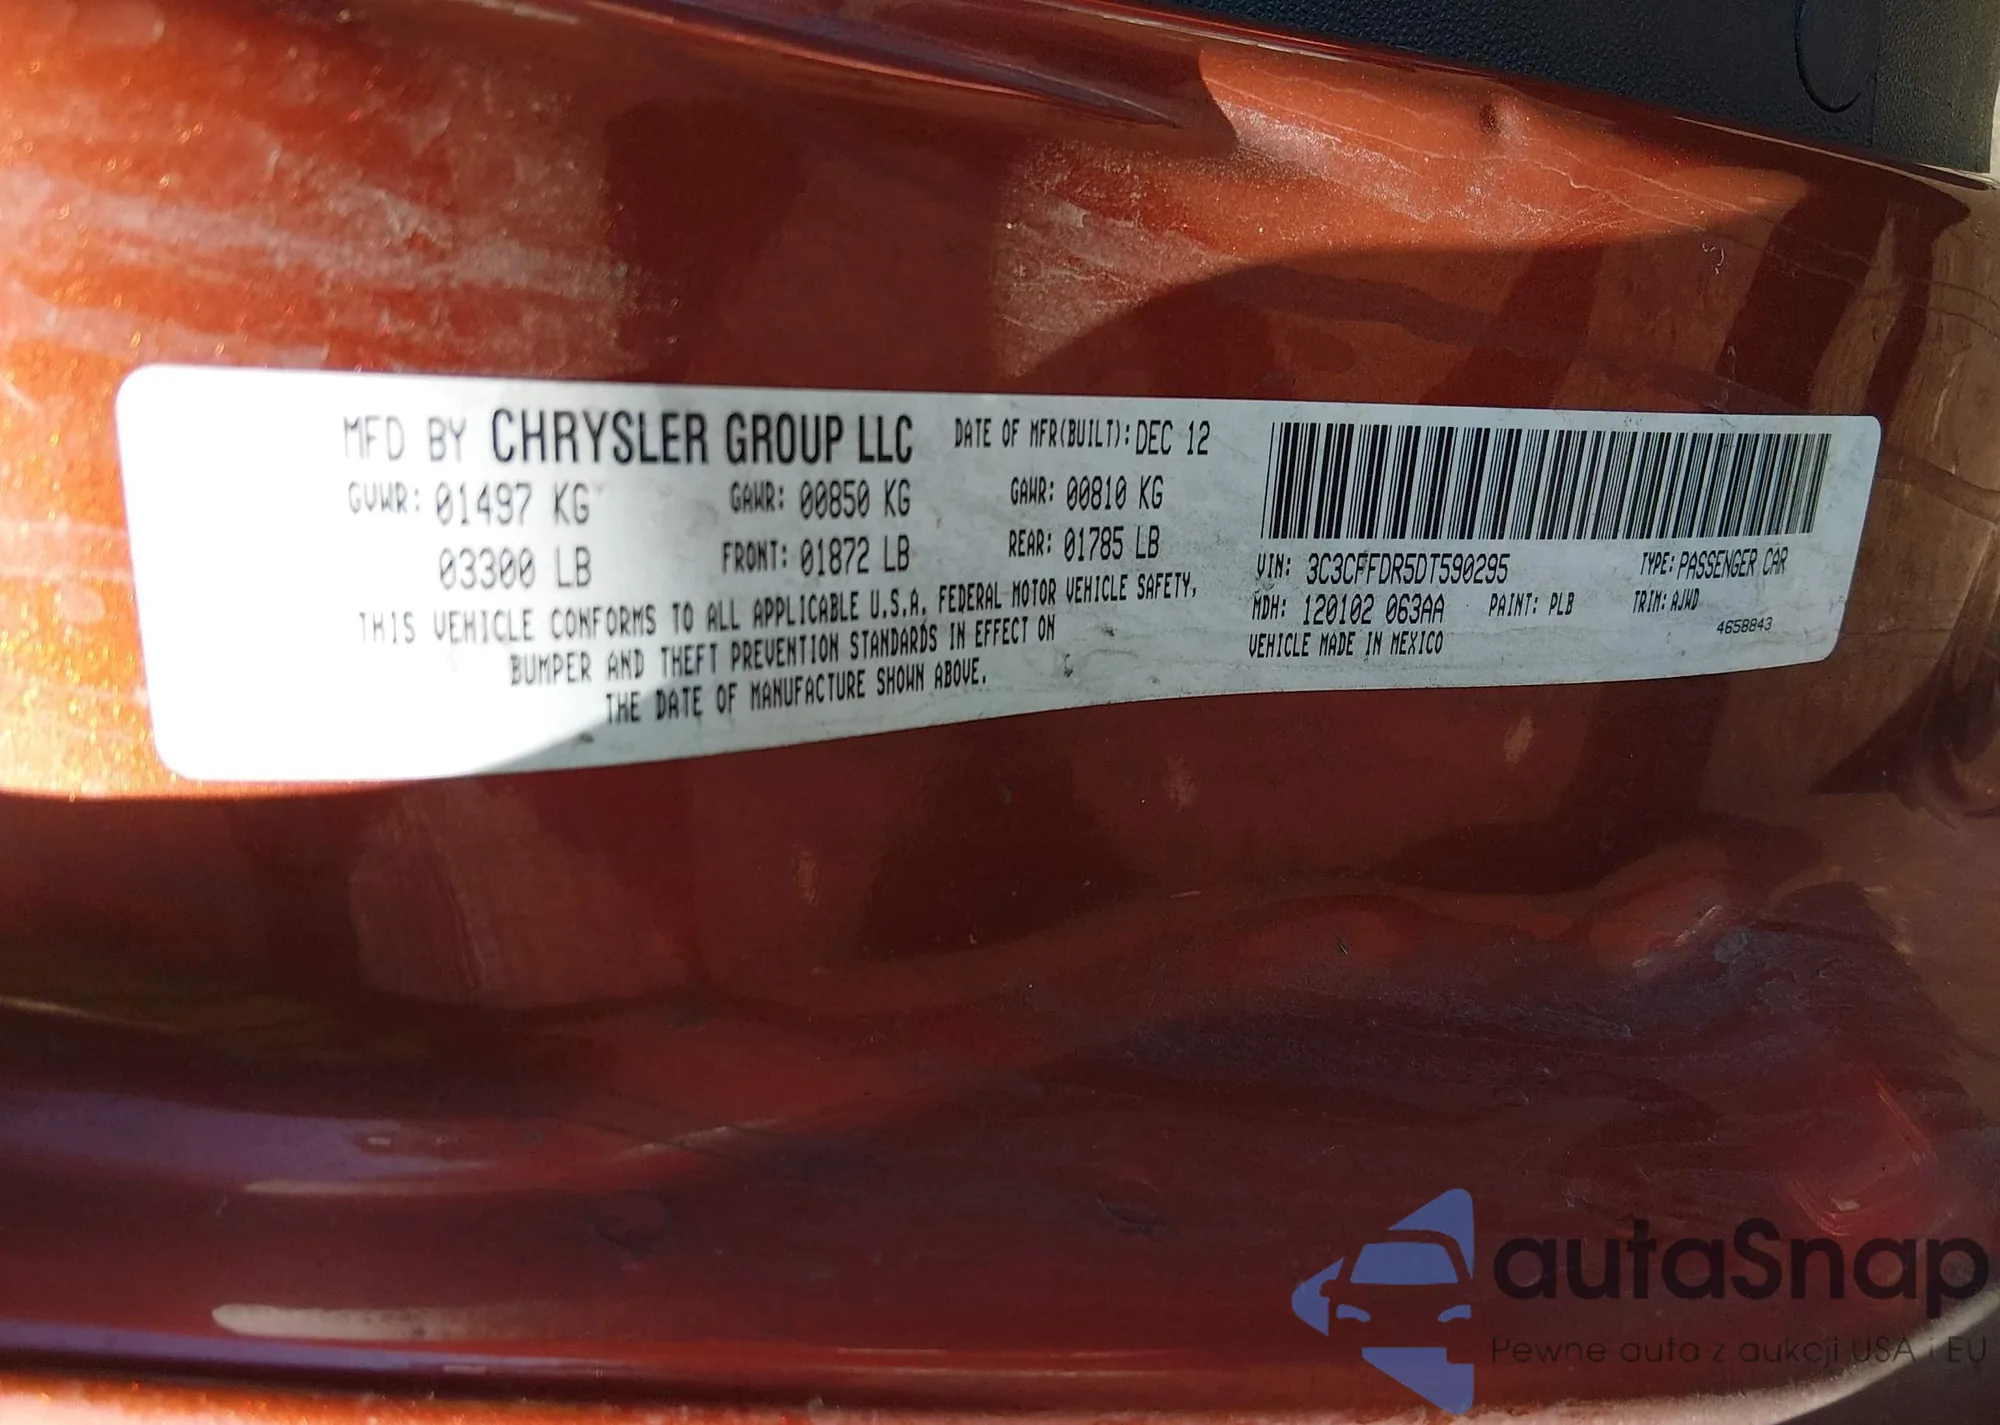 MFD BY CHRYSLER GROUP LLC DATE OF MFR(BUILT): DEC 12
GVWR: 01497 KG GAWR: 00850 KG GAWR: 00810 KG
03300 LB FRONT: 01872 LB REAR: 01785 LB
THIS VEHICLE CONFORMS TO ALL APPLICABLE U.S.A. FEDERAL MOTOR VEHICLE SAFETY,
BUMPER AND THEFT PREVENTION STANDARDS IN EFFECT ON
THE DATE OF MANUFACTURE SHOWN ABOVE.
VIN: 3C3CFFDR5DT590295 TYPE: PASSENGER CAR
MDH: 120102 063AA PAINT: PLB TRIM: AJWD
VEHICLE MADE IN MEXICO 4658843
autaSnap
Pewne auta z aukcji USA i EU